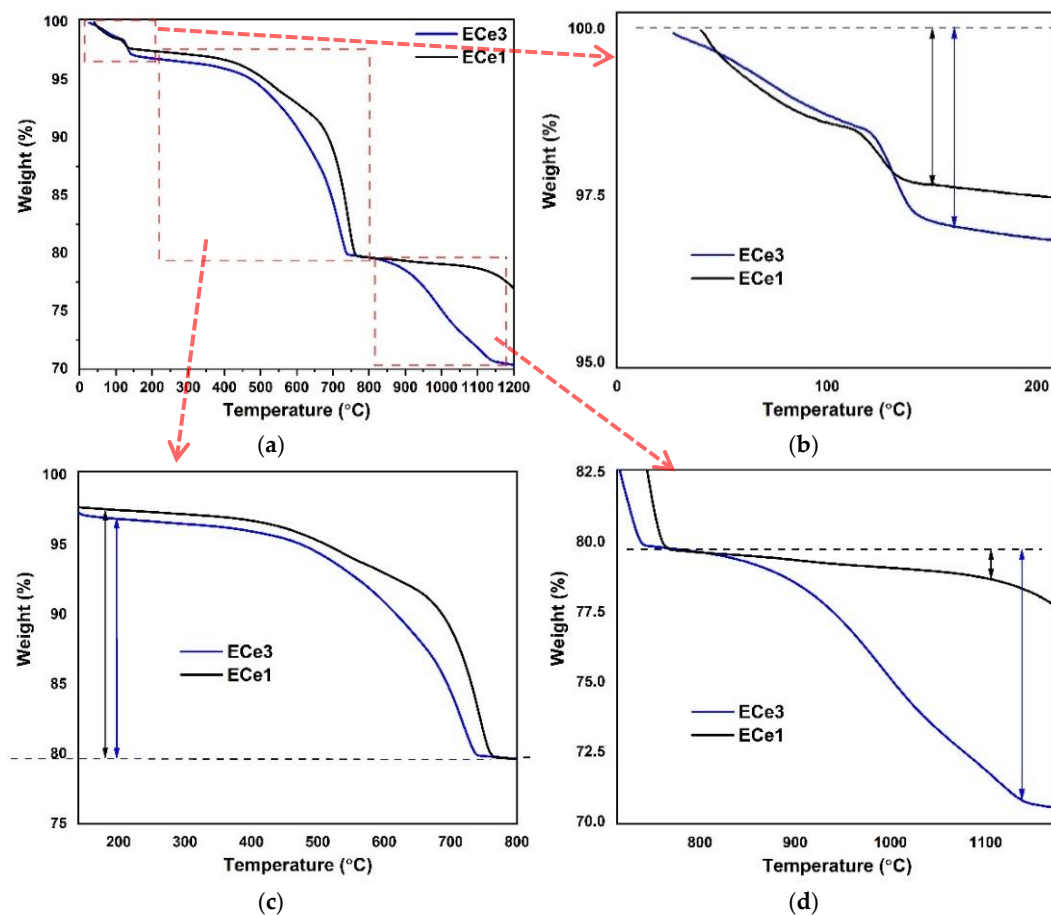 100
95
90
85
80
75
70
Weight (%)
ECe3
ECe1
0 100 200 300 400 500 600 700 800 900 1000 1100 1200
Temperature (°C)
(a)
100.0
97.5
95.0
Weight (%)
ECe3
ECe1
0 100 200
Temperature (°C)
(b)
100
95
90
85
80
75
Weight (%)
ECe3
ECe1
200 300 400 500 600 700 800
Temperature (°C)
(c)
82.5
80.0
77.5
75.0
72.5
70.0
Weight (%)
ECe3
ECe1
800 900 1000 1100
Temperature (°C)
(d)